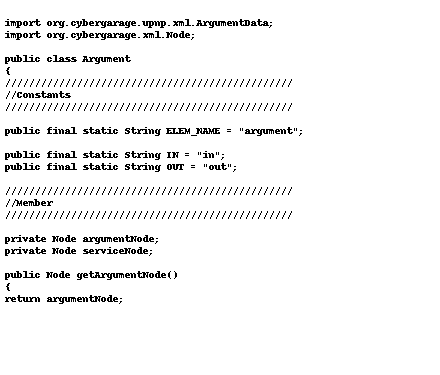 import org.cybergarage.upnp.xml.ArgumentData;
import org.cybergarage.xml.Node;
public class Argument
{
////////////////////////////////////////////////
//Constants
////////////////////////////////////////////////
public final static String ELEM_NAME = "argument";
public final static String IN = "in";
public final static String OUT = "out";
////////////////////////////////////////////////
//Member
////////////////////////////////////////////////
private Node argumentNode;
private Node serviceNode;
public Node getArgumentNode()
{
return argumentNode;